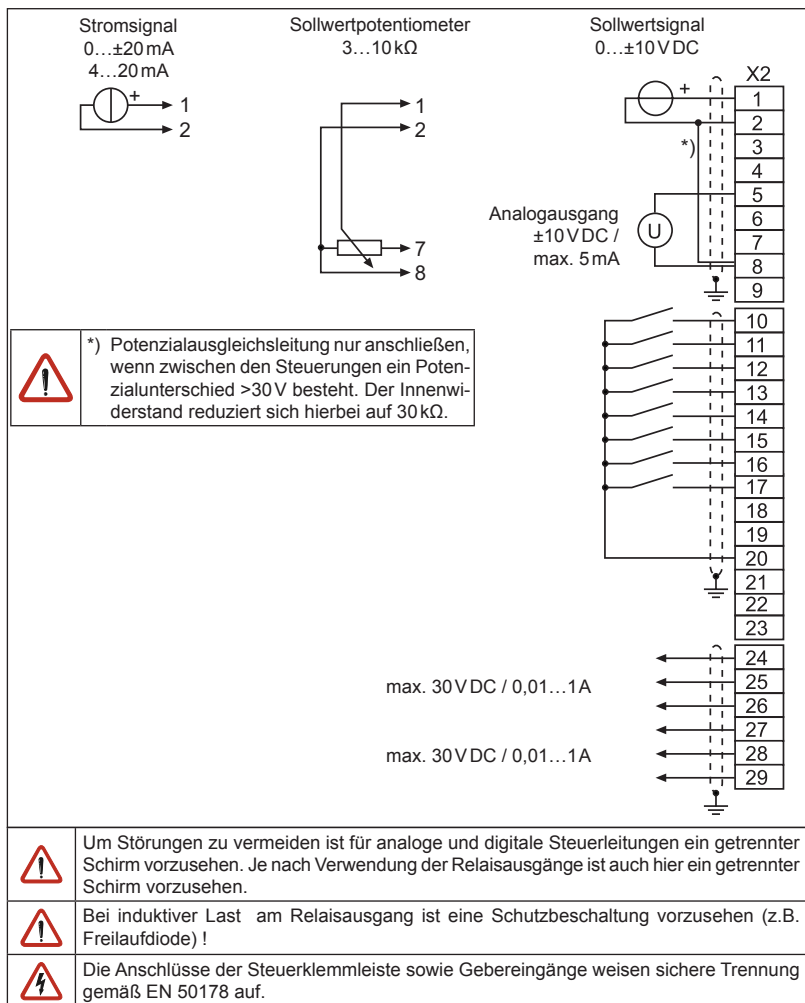 Stromsignal
0…±20 mA
4…20 mA
+
1
2
Sollwertpotentiometer
3…10 kΩ
1
2
7
8
Sollwertsignal
0…±10 V DC
+
*)
Analogausgang
±10 V DC /
max. 5 mA
U
X2
1
2
3
4
5
6
7
8
9
10
11
12
13
14
15
16
17
18
19
20
21
22
23
24
25
26
27
28
29
*) Potenzialausgleichsleitung nur anschließen,
wenn zwischen den Steuerungen ein Poten-
zialunterschied >30 V besteht. Der Innenwi-
derstand reduziert sich hierbei auf 30 kΩ.
max. 30 V DC / 0,01…1 A
max. 30 V DC / 0,01…1 A
Um Störungen zu vermeiden ist für analoge und digitale Steuerleitungen ein getrennter
Schirm vorzusehen. Je nach Verwendung der Relaisausgänge ist auch hier ein getrennter
Schirm vorzusehen.
Bei induktiver Last am Relaisausgang ist eine Schutzbeschaltung vorzusehen (z.B.
Freilaufdiode) !
Die Anschlüsse der Steuerklemmleiste sowie Gebereingänge weisen sichere Trennung
gemäß EN 50178 auf.